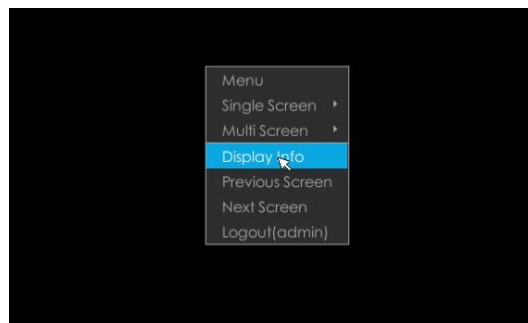 Menu
Single Screen
Multi Screen
Display Info
Previous Screen
Next Screen
Logout(admin)